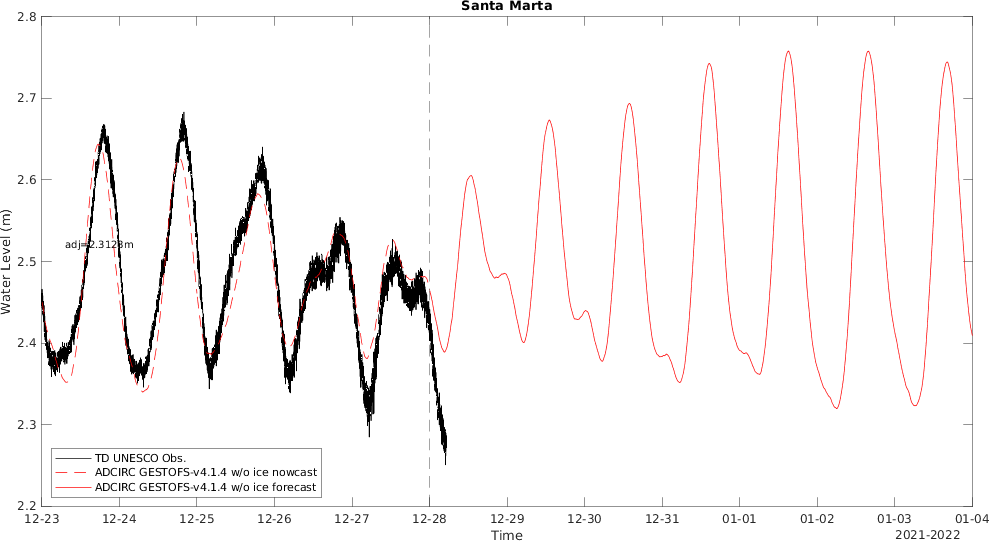 Santa Marta
2.8
2.7
2.6
2.5
2.4
2.3
2.2
Water Level (m)
adj=2.3123m
TD UNESCO Obs.
ADCIRC GESTOFS-v4.1.4 w/o ice nowcast
ADCIRC GESTOFS-v4.1.4 w/o ice forecast
12-23 12-24 12-25 12-26 12-27 12-28 12-29 12-30 12-31 01-01 01-02 01-03 01-04
Time
2021-2022